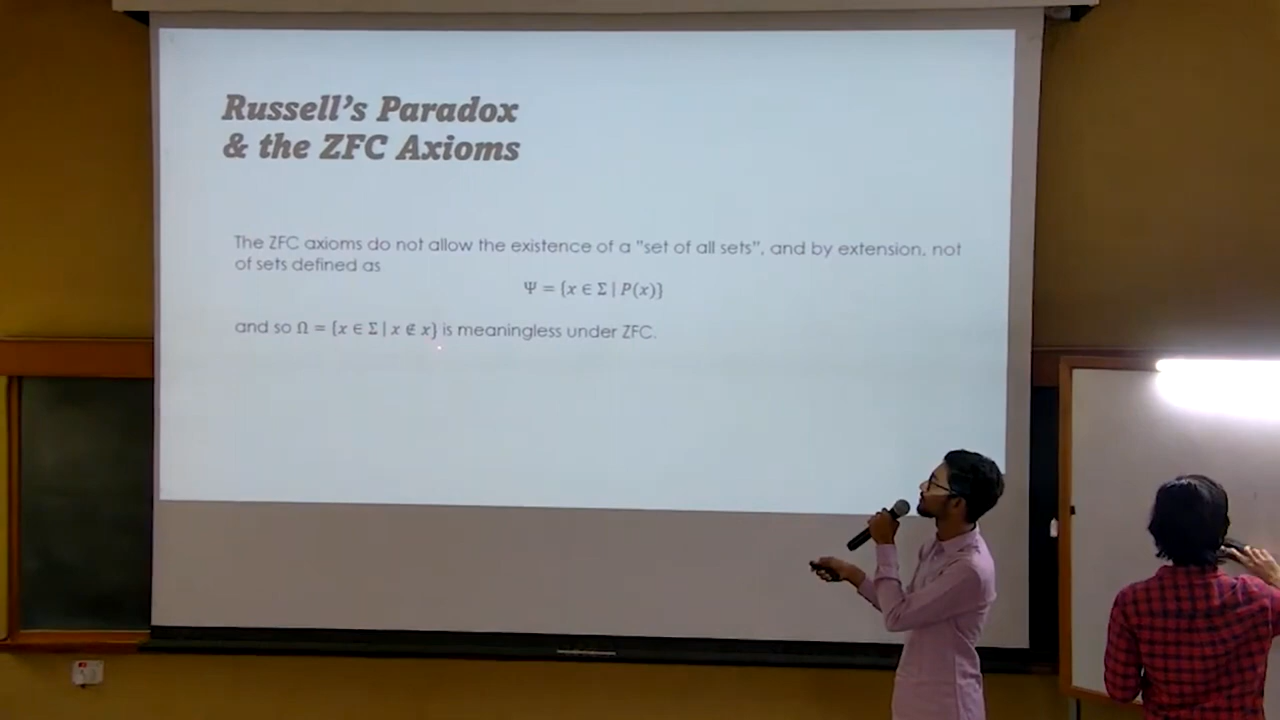 Russell's Paradox
& the ZFC Axioms
The ZFC axioms do not allow the existence of a "set of all sets", and by extension, not
of sets defined as
Ψ = {x ∈ Σ | P(x)}
and so Ω = {x ∈ Σ | x ∉ x} is meaningless under ZFC.